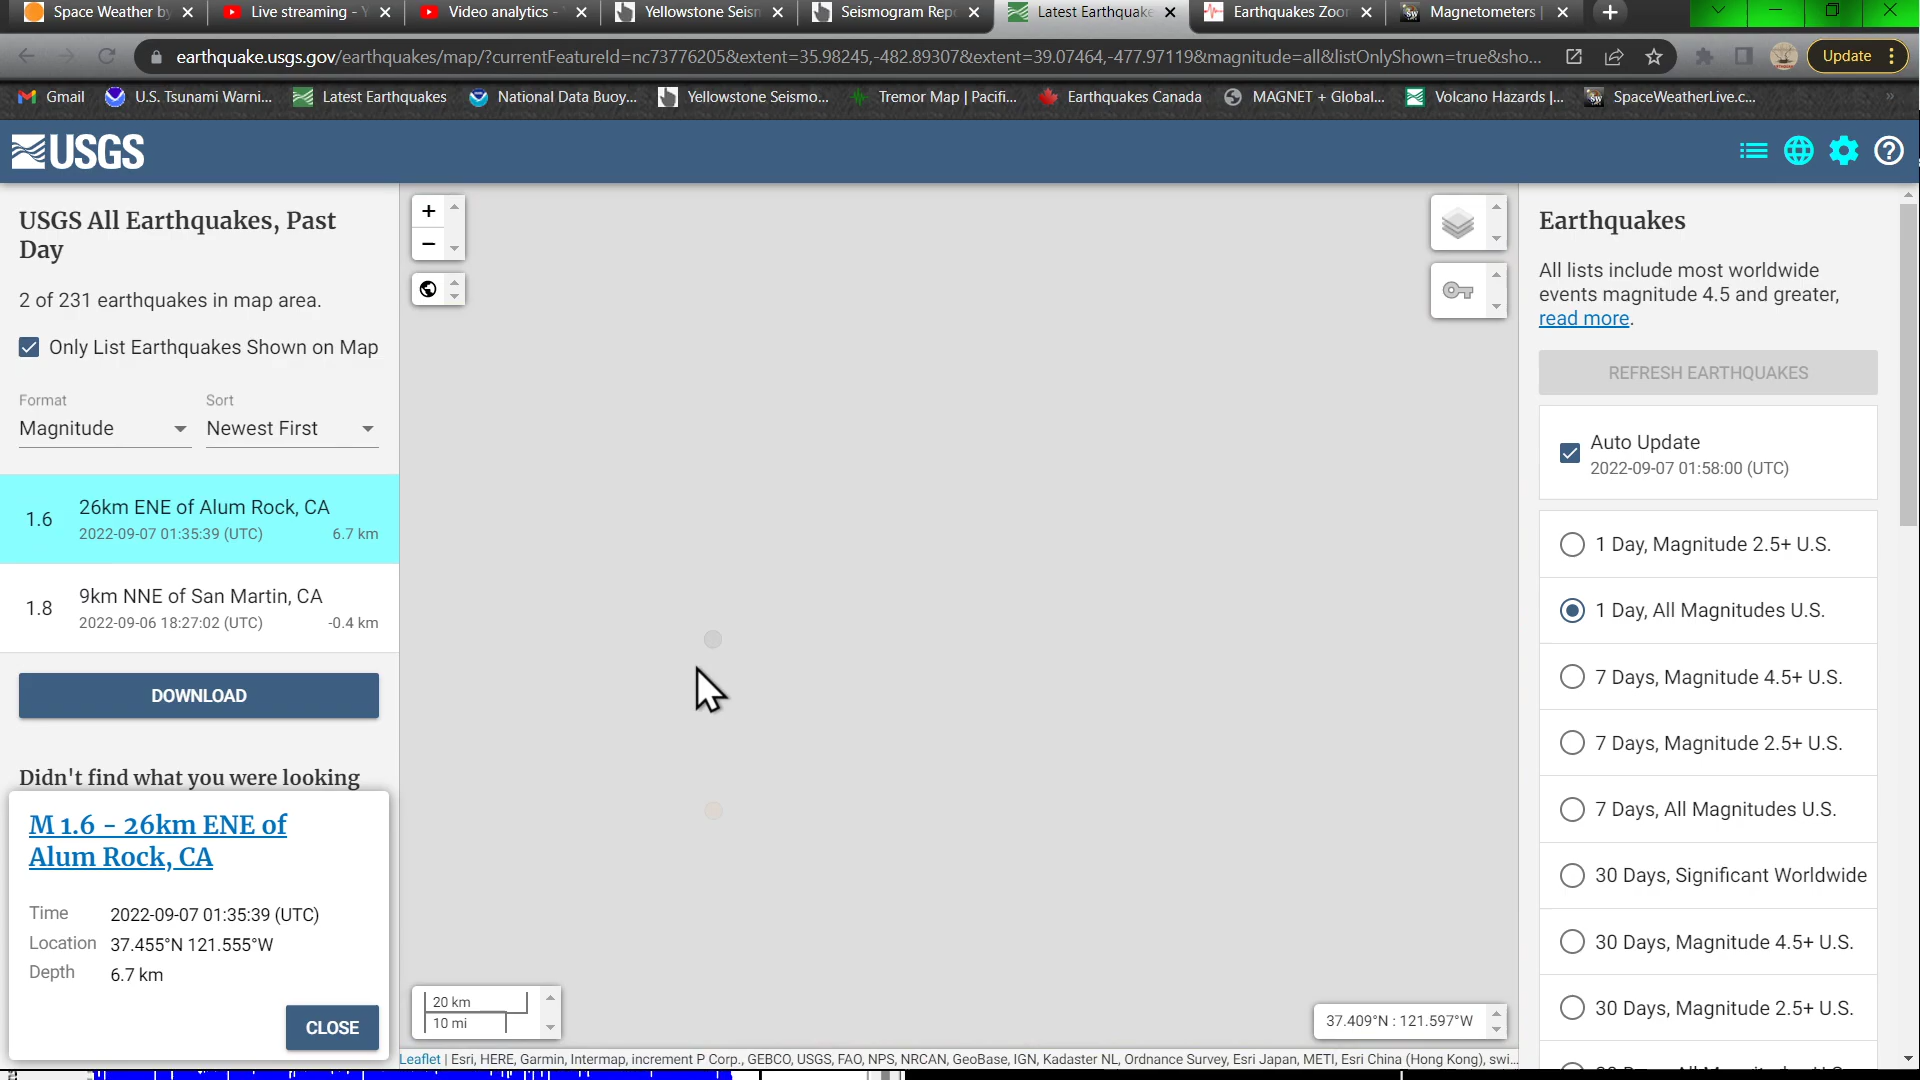 Space Weather by
Live streaming - Y
Video analytics -
Yellowstone Seism
Seismogram Repo
Latest Earthquake
Earthquakes Zoo
Magnetometers |
earthquake.usgs.gov/earthquakes/map/?currentFeatureId=nc73776205&extent=35.98245,-482.89307&extent=39.07464,-477.97119&magnitude=all&listOnlyShown=true&sho...
Update
Gmail
U.S. Tsunami Warni...
Latest Earthquakes
National Data Buoy...
Yellowstone Seismo...
Tremor Map | Pacifi...
Earthquakes Canada
MAGNET + Global...
Volcano Hazards |...
SpaceWeatherLive.c...
USGS
USGS All Earthquakes, Past
Day
2 of 231 earthquakes in map area.
Only List Earthquakes Shown on Map
Format
Sort
Magnitude
Newest First
1.6
26km ENE of Alum Rock, CA
2022-09-07 01:35:39 (UTC)
6.7 km
1.8
9km NNE of San Martin, CA
2022-09-06 18:27:02 (UTC)
-0.4 km
DOWNLOAD
Didn't find what you were looking
M 1.6 - 26km ENE of
Alum Rock, CA
Time 2022-09-07 01:35:39 (UTC)
Location 37.455°N 121.555°W
Depth 6.7 km
CLOSE
+
−
20 km
10 mi
37.409°N : 121.597°W
Leaflet | Esri, HERE, Garmin, Intermap, increment P Corp., GEBCO, USGS, FAO, NPS, NRCAN, GeoBase, IGN, Kadaster NL, Ordnance Survey, Esri Japan, METI, Esri China (Hong Kong), swi...
Earthquakes
All lists include most worldwide
events magnitude 4.5 and greater,
read more.
REFRESH EARTHQUAKES
Auto Update
2022-09-07 01:58:00 (UTC)
1 Day, Magnitude 2.5+ U.S.
1 Day, All Magnitudes U.S.
7 Days, Magnitude 4.5+ U.S.
7 Days, Magnitude 2.5+ U.S.
7 Days, All Magnitudes U.S.
30 Days, Significant Worldwide
30 Days, Magnitude 4.5+ U.S.
30 Days, Magnitude 2.5+ U.S.